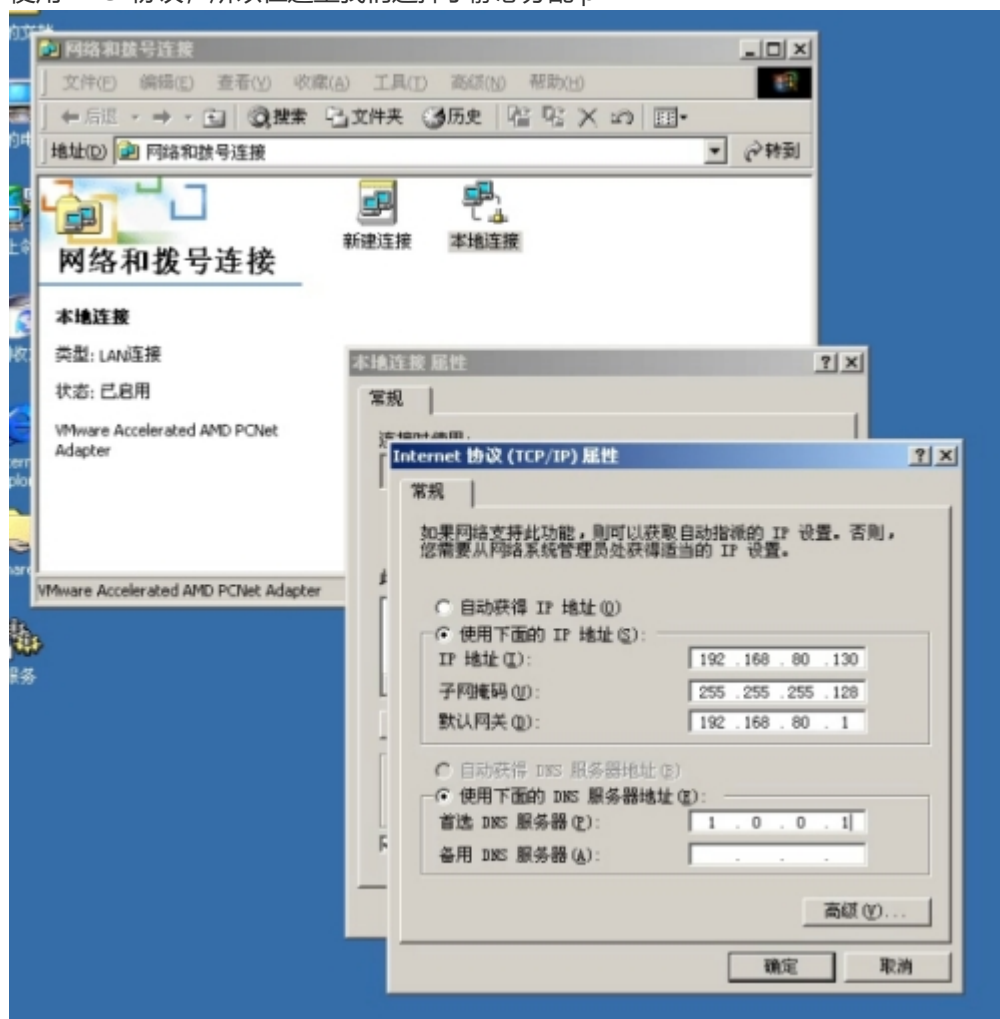 网络和拨号连接
文件(F) 编辑(E) 查看(V) 收藏(A) 工具(T) 高级(N) 帮助(H)
后退 搜索 文件夹 历史
地址(D) 网络和拨号连接 转到
新建连接 本地连接
网络和拨号连接
本地连接
类型: LAN连接
状态: 已启用
VMware Accelerated AMD PCNet
Adapter
VMware Accelerated AMD PCNet Adapter
本地连接 属性
常规
Internet 协议 (TCP/IP) 属性
常规
如果网络支持此功能，则可以获取自动指派的 IP 设置。否则，
您需要从网络系统管理员处获得适当的 IP 设置。
自动获得 IP 地址(O)
使用下面的 IP 地址(S):
IP 地址(I): 192 . 168 . 80 . 130
子网掩码(U): 255 . 255 . 255 . 128
默认网关(D): 192 . 168 . 80 . 1
自动获得 DNS 服务器地址(B)
使用下面的 DNS 服务器地址(E):
首选 DNS 服务器(P): 1 . 0 . 0 . 1
备用 DNS 服务器(A): . . .
高级(V)...
确定 取消